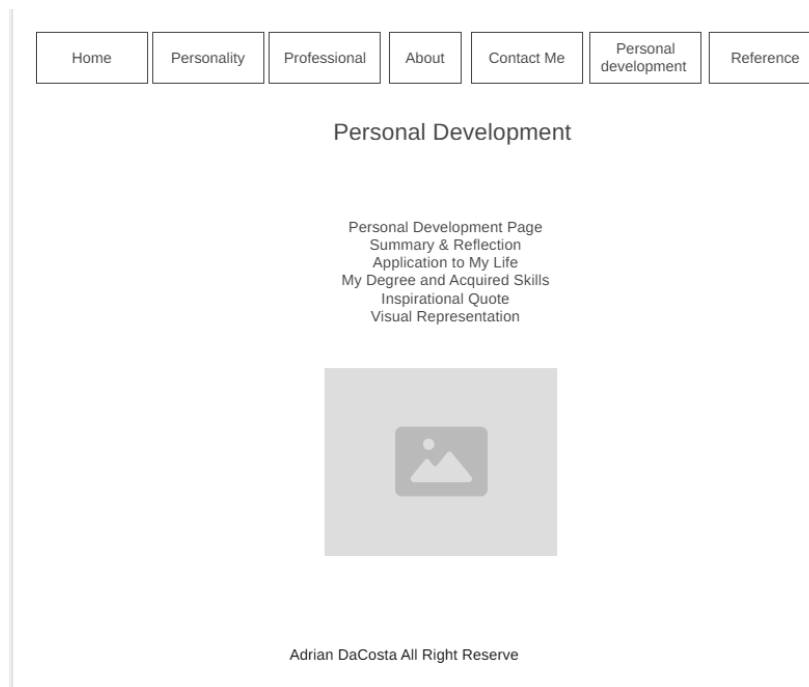 Home
Personality
Professional
About
Contact Me
Personal
development
Reference
Personal Development
Personal Development Page
Summary & Reflection
Application to My Life
My Degree and Acquired Skills
Inspirational Quote
Visual Representation
Adrian DaCosta All Right Reserve